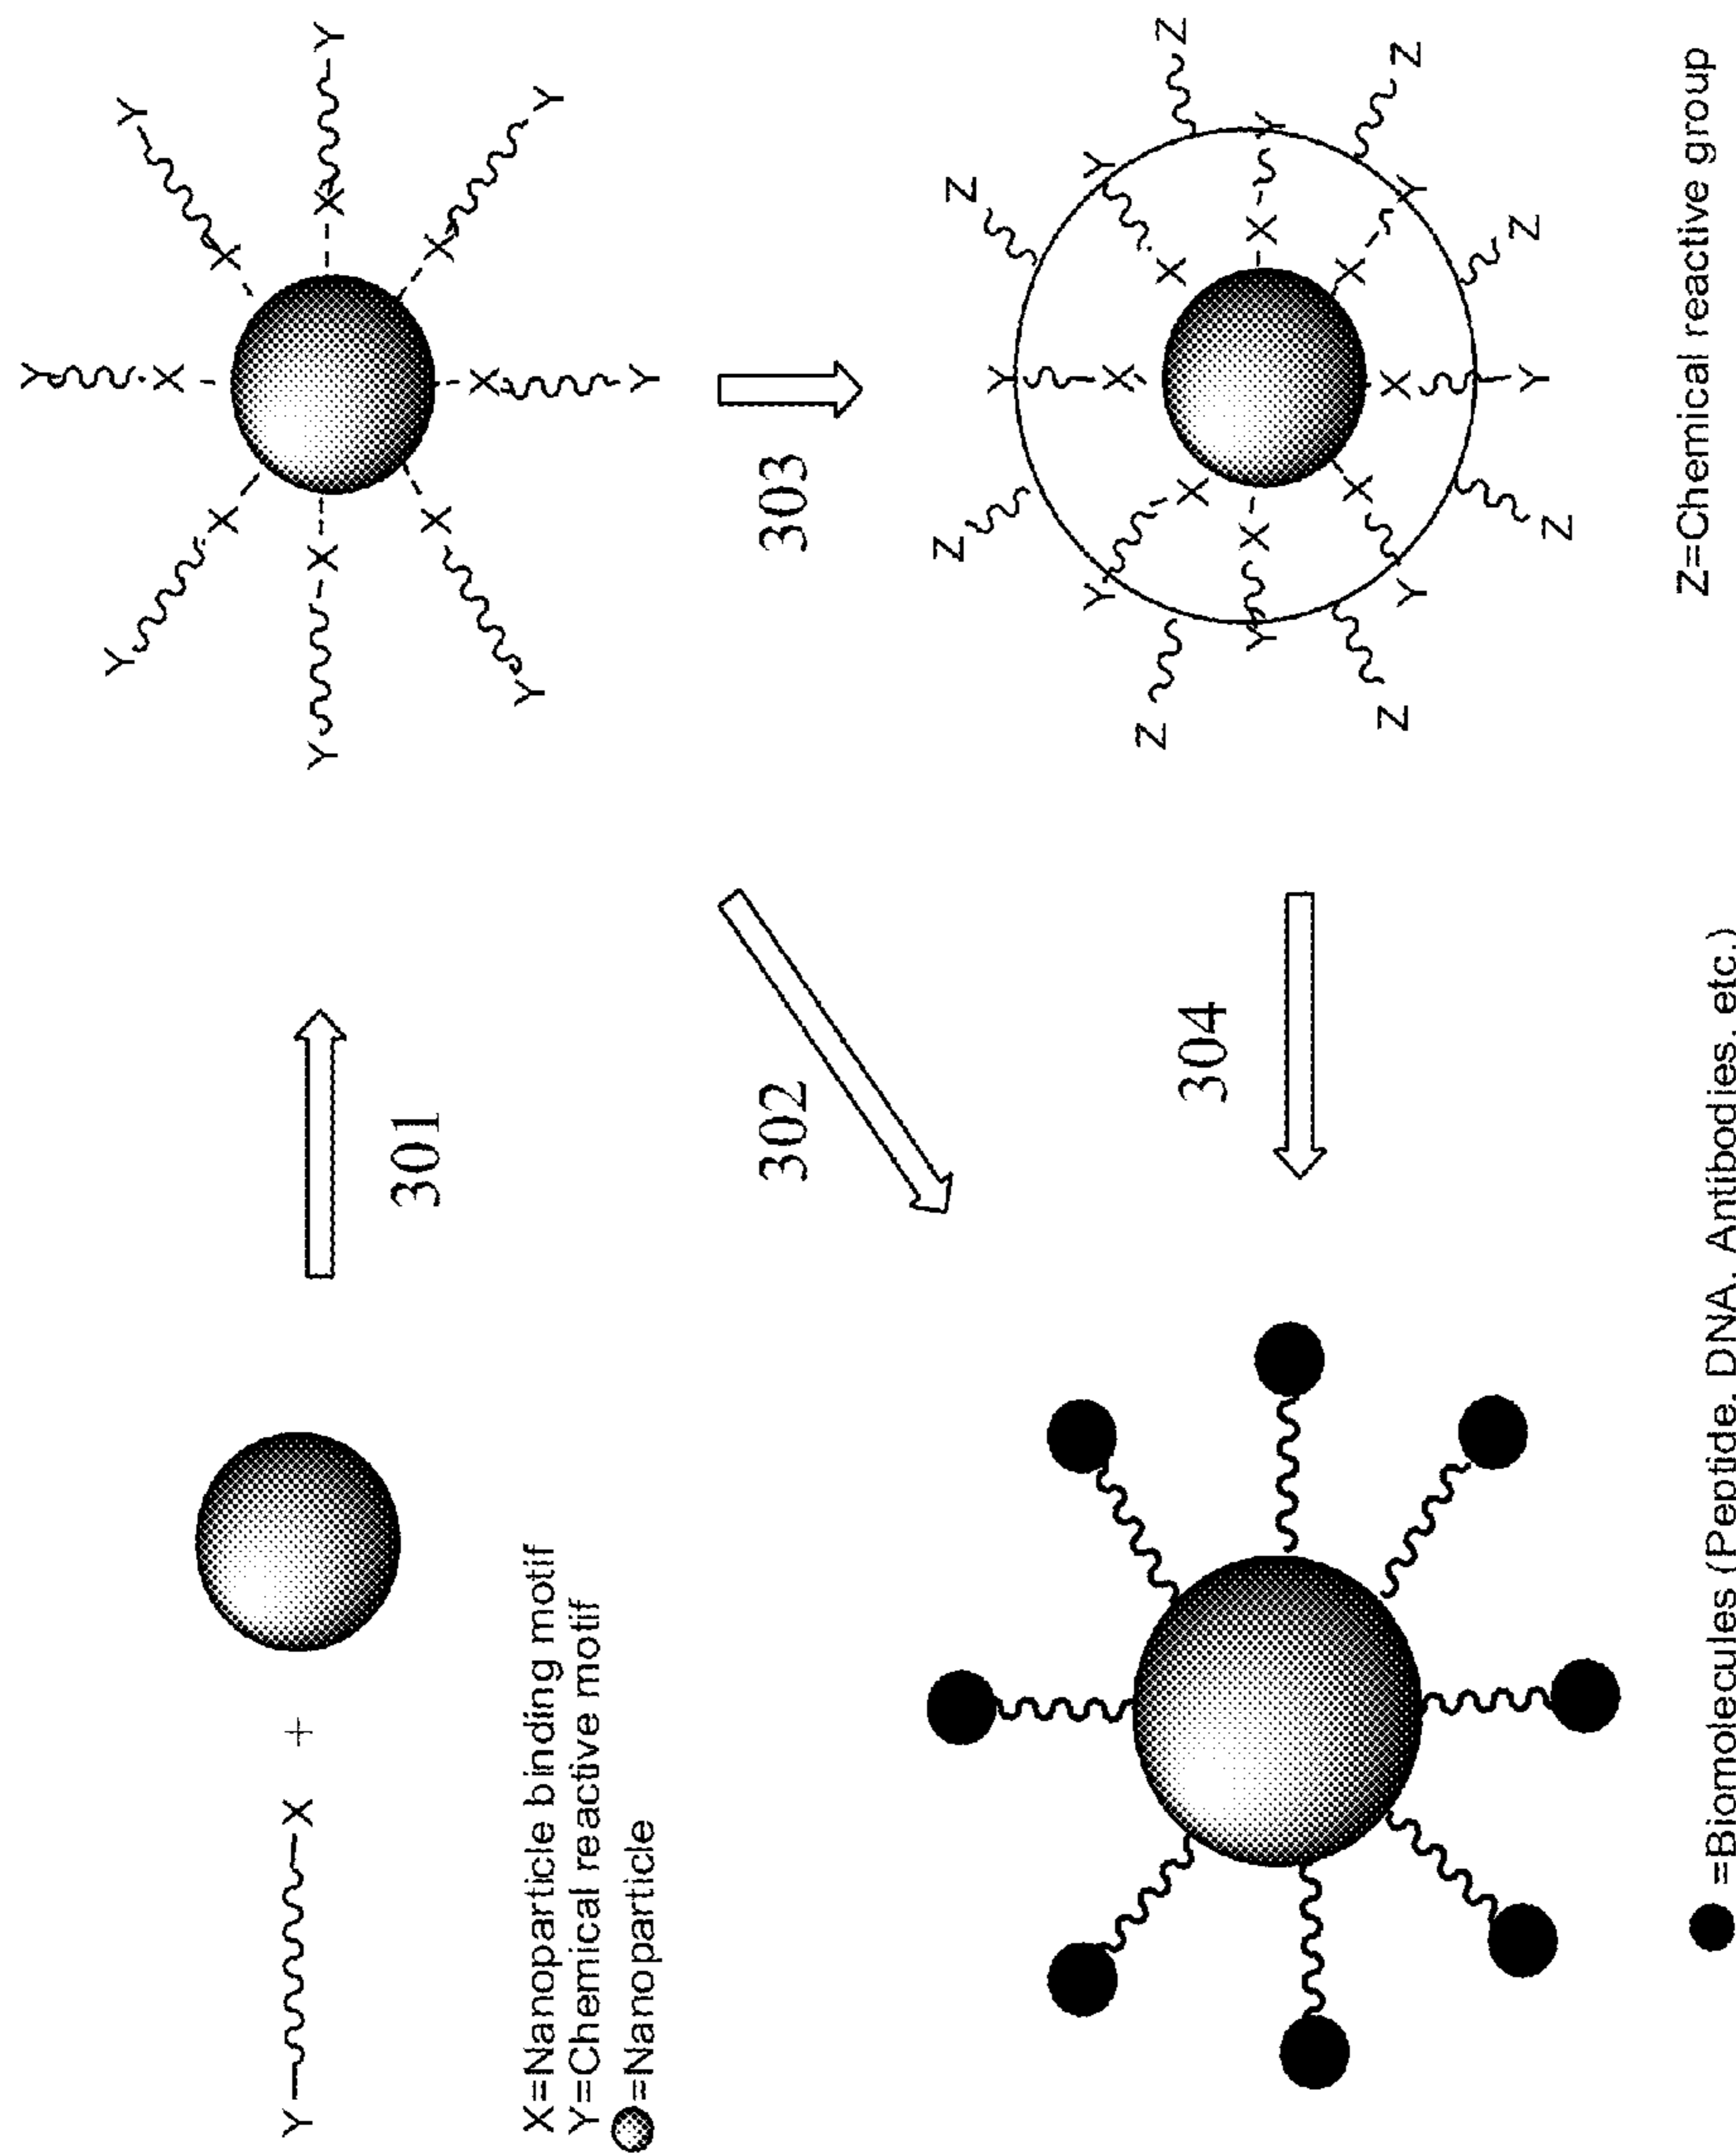 Y X +
301
Y
Y Y
X
X X
Y X X Y
X X
X
Y Y
Y
X=Nanoparticle binding motif
Y=Chemical reactive motif
=Nanoparticle
302
303
304
Z Z
Y
Y Y
X
Z Z
X X
Y X X Y
X X
X
Z Z
Y Y
Z
Y
Z
Z=Chemical reactive group
=Biomolecules (Peptide, DNA, Antibodies, etc.)